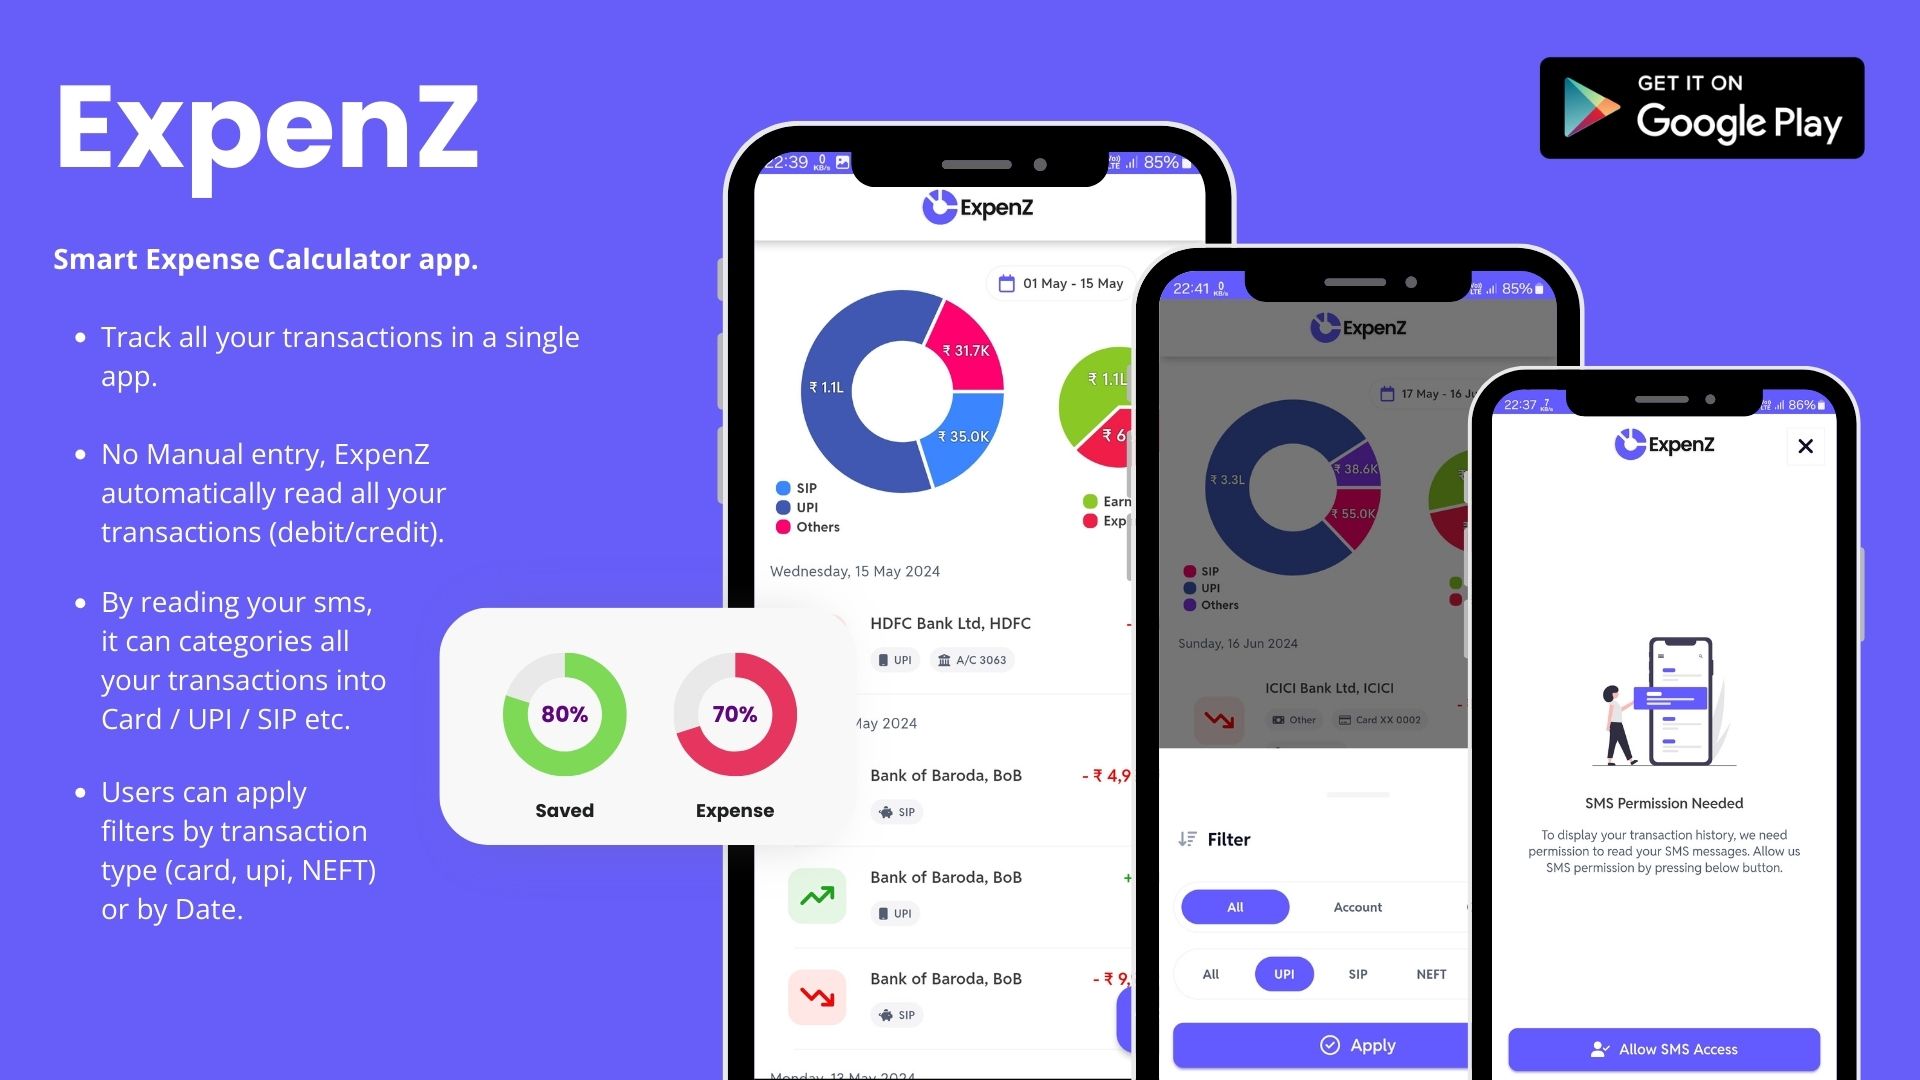 ExpenZ
Smart Expense Calculator app.
Track all your transactions in a single
app.
No Manual entry, ExpenZ
automatically read all your
transactions (debit/credit).
By reading your sms,
it can categories all
your transactions into
Card / UPI / SIP etc.
Users can apply
filters by transaction
type (card, upi, NEFT)
or by Date.
80%
70%
Saved
Expense
GET IT ON
Google Play
22:39 0 KB/s 85%
ExpenZ
01 May - 15 May
₹ 31.7K
₹ 1.1L
₹ 35.0K
₹ 1.1L
₹ 6
SIP
UPI
Others
Earn
Exp
Wednesday, 15 May 2024
HDFC Bank Ltd, HDFC
-
UPI
A/C 3063
May 2024
Bank of Baroda, BoB
- ₹ 4,9
SIP
Bank of Baroda, BoB
+
UPI
Bank of Baroda, BoB
- ₹ 9,
SIP
Monday, 13 May 2024
22:41 0 KB/s 85%
ExpenZ
17 May - 16 Ju
₹ 38.6K
₹ 3.3L
₹ 55.0K
SIP
UPI
Others
Sunday, 16 Jun 2024
ICICI Bank Ltd, ICICI
-
Other
Card XX 0002
Filter
All
Account
All
UPI
SIP
NEFT
Apply
22:37 7 KB/s 86%
ExpenZ
SMS Permission Needed
To display your transaction history, we need
permission to read your SMS messages. Allow us
SMS permission by pressing below button.
Allow SMS Access